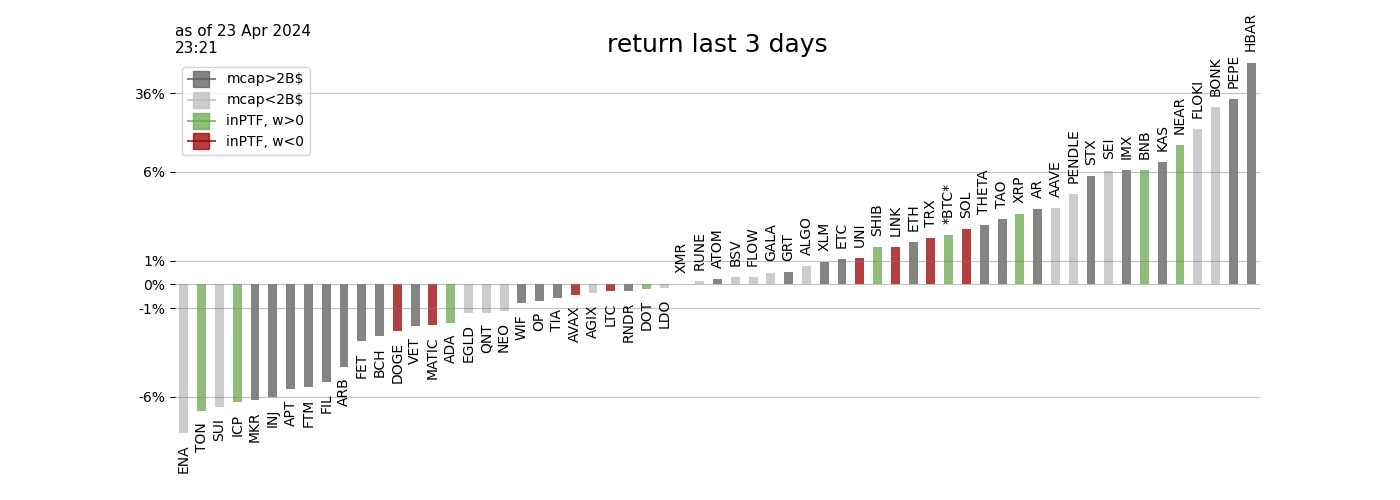 as of 23 Apr 2024
23:21
return last 3 days
mcap>2B$
mcap<2B$
inPTF, w>0
inPTF, w<0
36%
6%
1%
0%
-1%
-6%
ENA
TON
SUI
ICP
MKR
INJ
APT
FTM
FIL
ARB
FET
BCH
DOGE
VET
MATIC
ADA
EGLD
QNT
NEO
WIF
OP
TIA
AVAX
AGIX
LTC
RNDR
DOT
LDO
XMR
RUNE
ATOM
BSV
FLOW
GALA
GRT
ALGO
XLM
ETC
UNI
SHIB
LINK
ETH
TRX
*BTC*
SOL
THETA
TAO
XRP
AR
AAVE
PENDLE
STX
SEI
IMX
BNB
KAS
NEAR
FLOKI
BONK
PEPE
HBAR